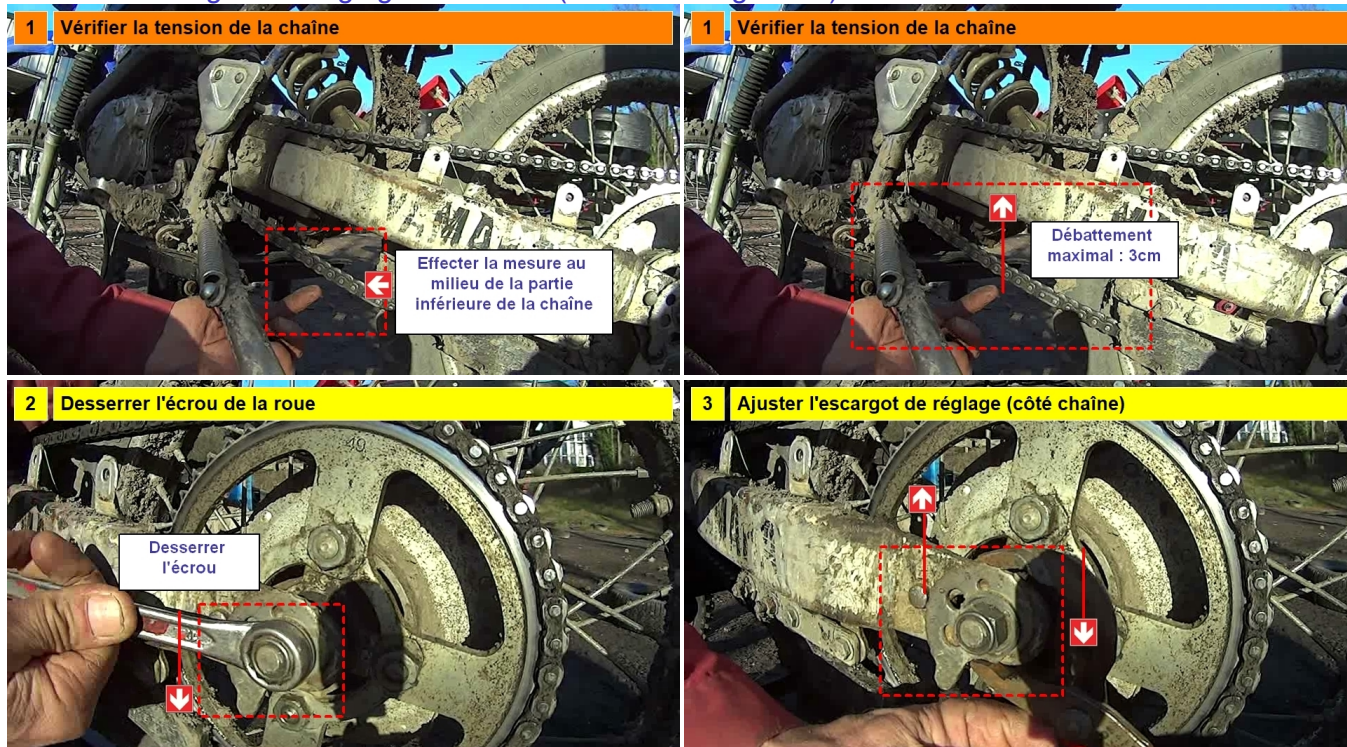 1 Vérifier la tension de la chaîne
Effecter la mesure au
milieu de la partie
inférieure de la chaîne
1 Vérifier la tension de la chaîne
Débattement
maximal : 3cm
2 Desserrer l'écrou de la roue
Desserrer
l'écrou
49
3 Ajuster l'escargot de réglage (côté chaîne)